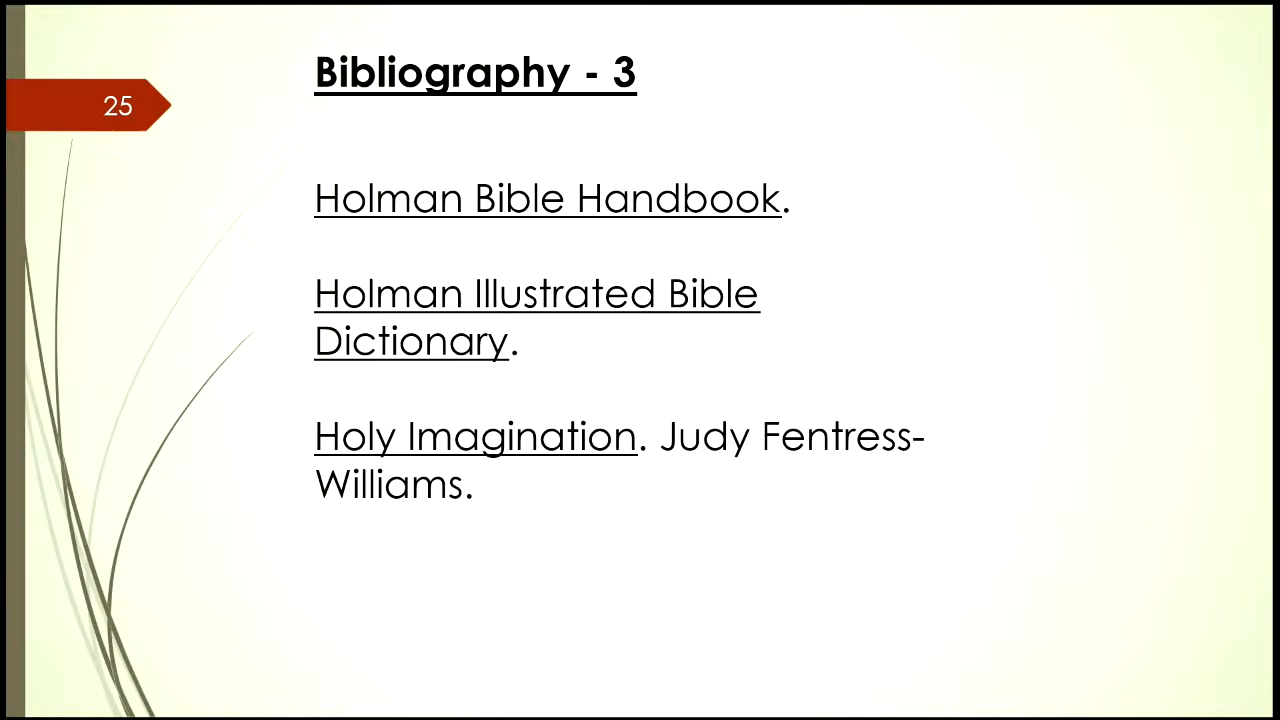 Bibliography - 3
25
Holman Bible Handbook.
Holman Illustrated Bible
Dictionary.
Holy Imagination. Judy Fentress-
Williams.